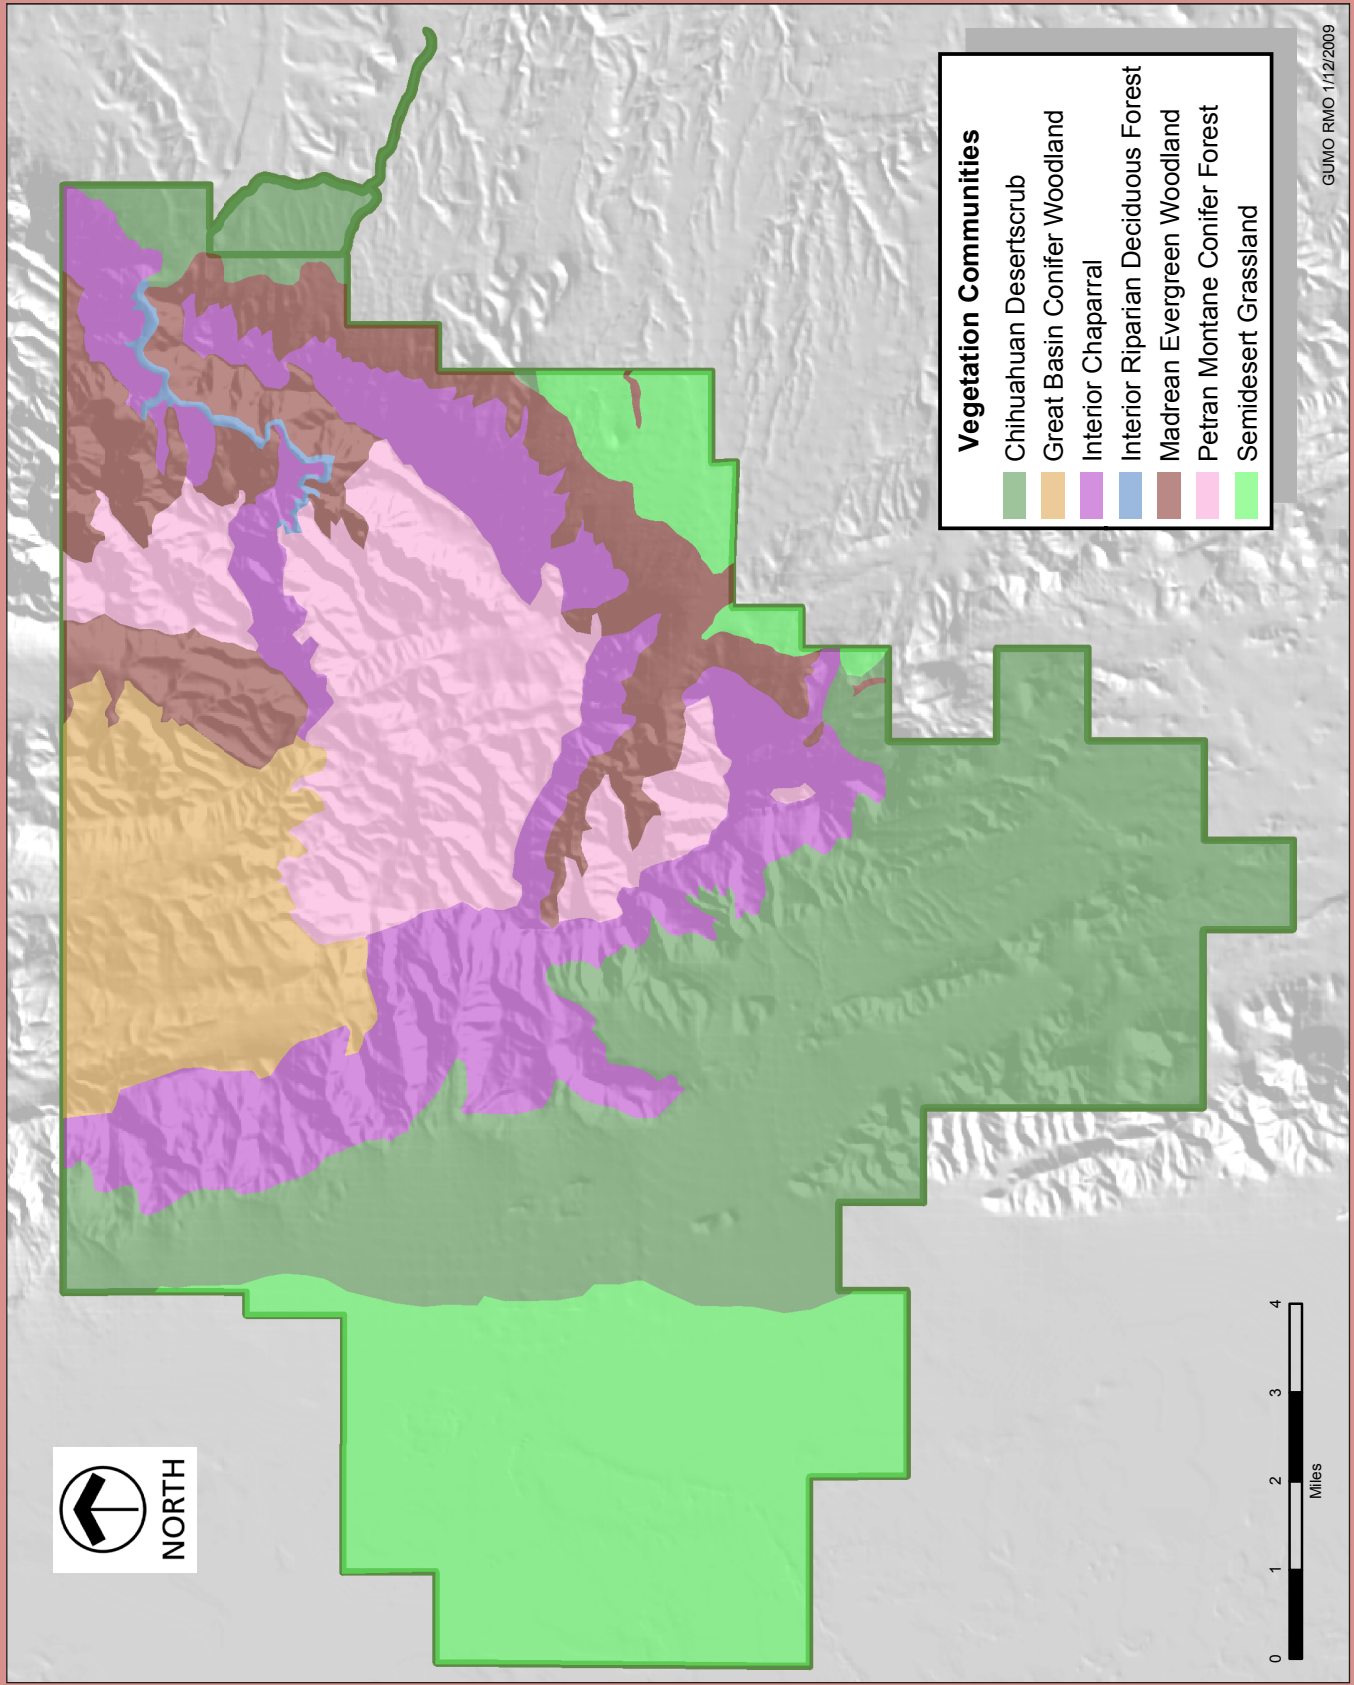 NORTH
Vegetation Communities
Chihuahuan Desertscrub
Great Basin Conifer Woodland
Interior Chaparral
Interior Riparian Deciduous Forest
Madrean Evergreen Woodland
Petran Montane Conifer Forest
Semidesert Grassland
0 1 2 3 4
Miles
GUMO RMO 1/12/2009